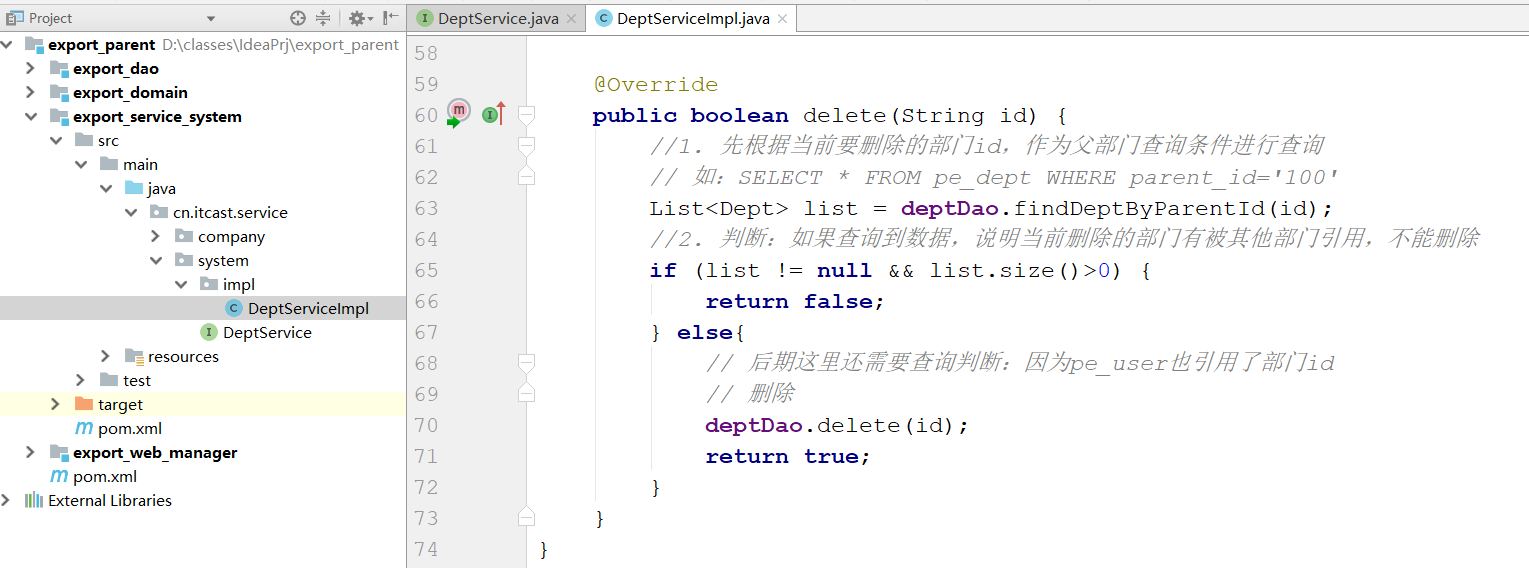 Project
export_parent D:\classes\IdeaPrj\export_parent
export_dao
export_domain
export_service_system
src
main
java
cn.itcast.service
company
system
impl
DeptServiceImpl
DeptService
resources
test
target
pom.xml
export_web_manager
pom.xml
External Libraries
DeptService.java
DeptServiceImpl.java
58
59 @Override
60 public boolean delete(String id) {
61 //1. 先根据当前要删除的部门id，作为父部门查询条件进行查询
62 // 如：SELECT * FROM pe_dept WHERE parent_id='100'
63 List<Dept> list = deptDao.findDeptByParentId(id);
64 //2. 判断：如果查询到数据，说明当前删除的部门有被其他部门引用，不能删除
65 if (list != null && list.size()>0) {
66 return false;
67 } else{
68 // 后期这里还需要查询判断：因为pe_user也引用了部门id
69 // 删除
70 deptDao.delete(id);
71 return true;
72 }
73 }
74 }